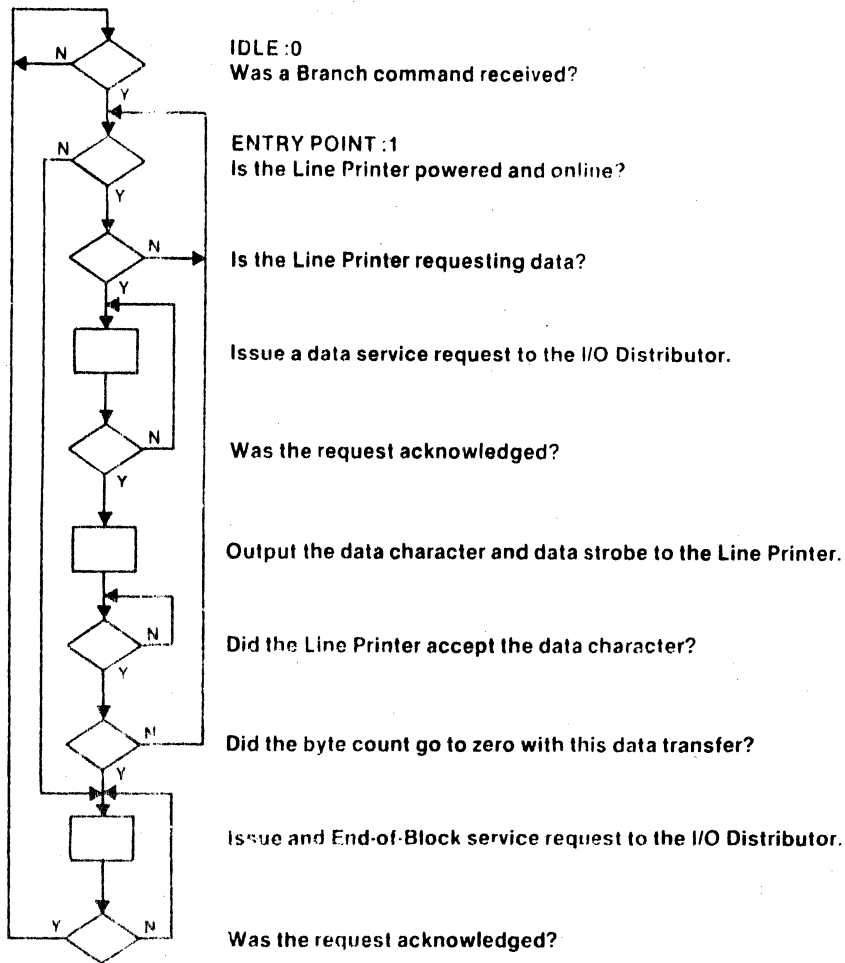 IDLE :0
N
Was a Branch command received?
Y
ENTRY POINT :1
N
Is the Line Printer powered and online?
Y
N
Is the Line Printer requesting data?
Y
Issue a data service request to the I/O Distributor.
N
Was the request acknowledged?
Y
Output the data character and data strobe to the Line Printer.
N
Did the Line Printer accept the data character?
Y
N
Did the byte count go to zero with this data transfer?
Y
Issue and End-of-Block service request to the I/O Distributor.
Y N
Was the request acknowledged?